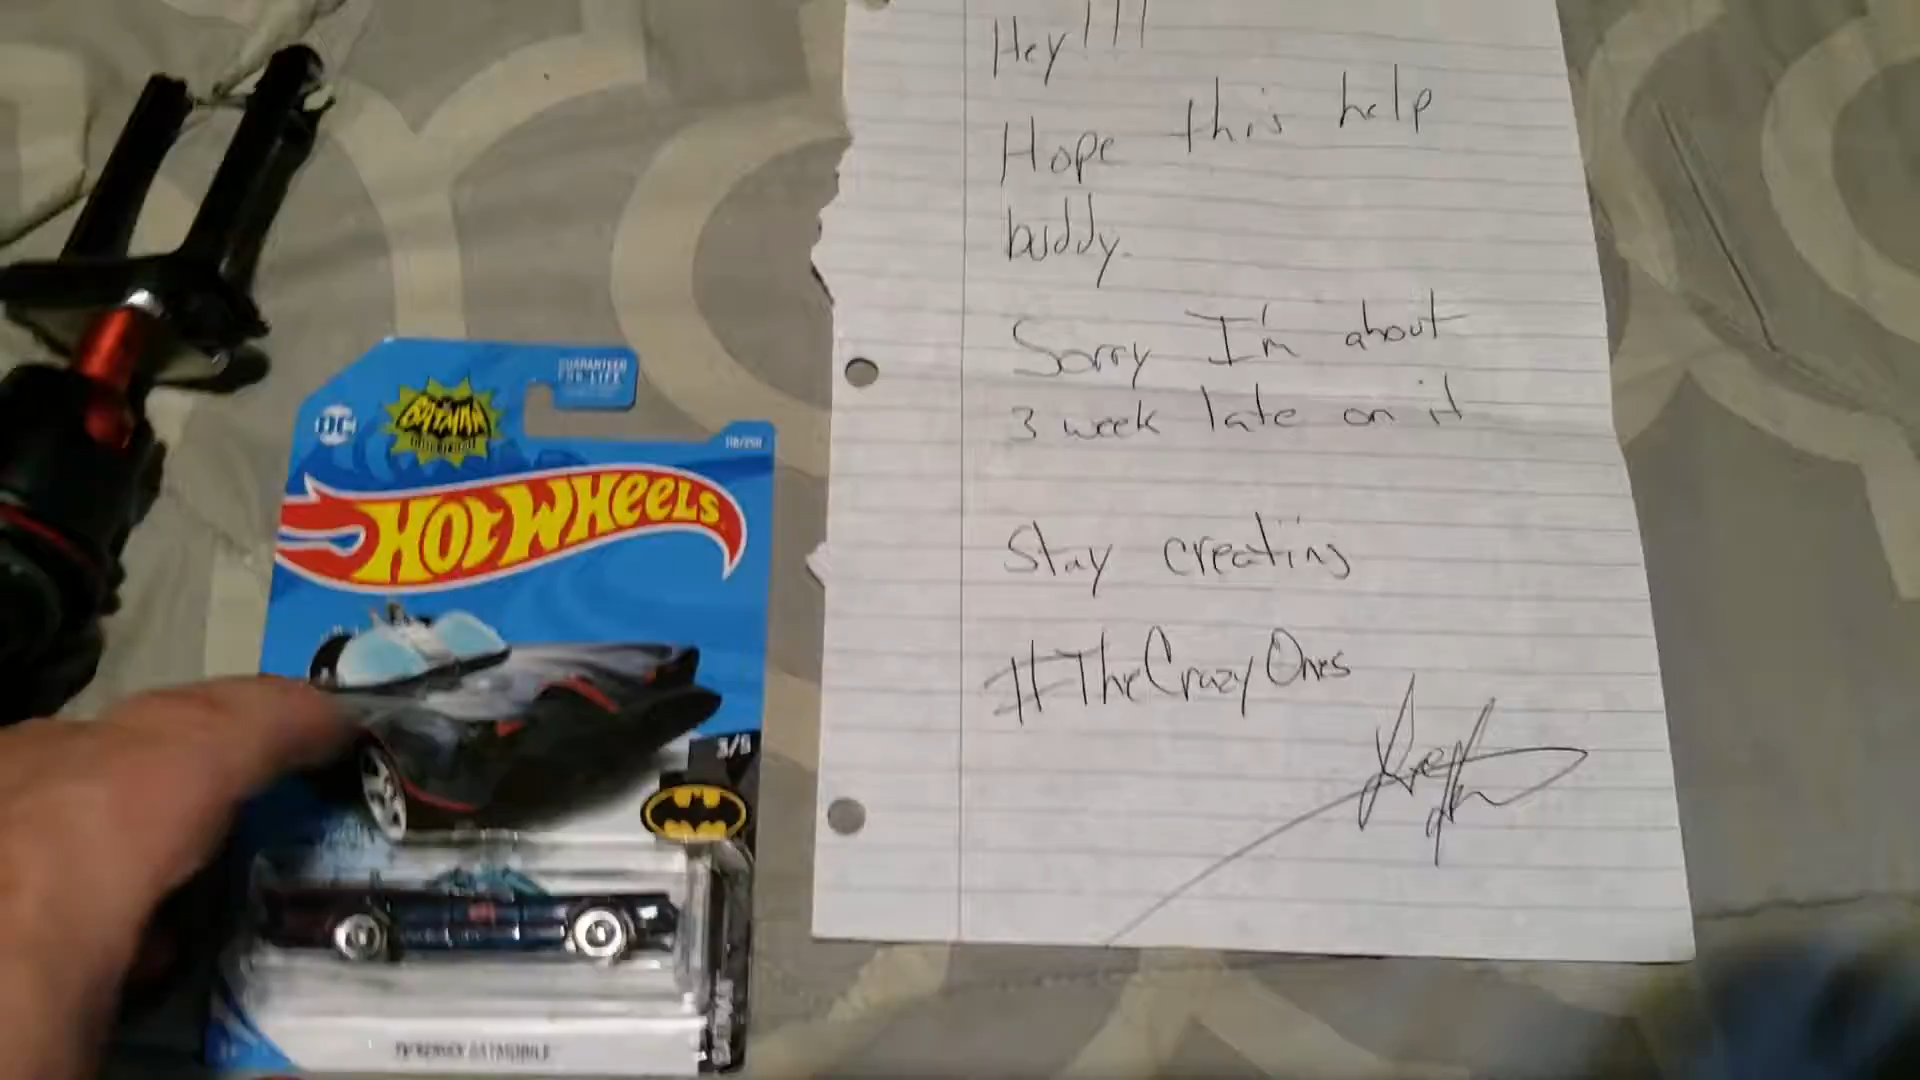 Hey!!!
Hope this help
buddy.
Sorry I'm about
3 week late on it
Stay creating
#TheCrazyOnes
GUARANTEED
FOR LIFE
DC
BATMAN
HOT WHEELS
3/5
TV SERIES BATMOBILE
BATMAN